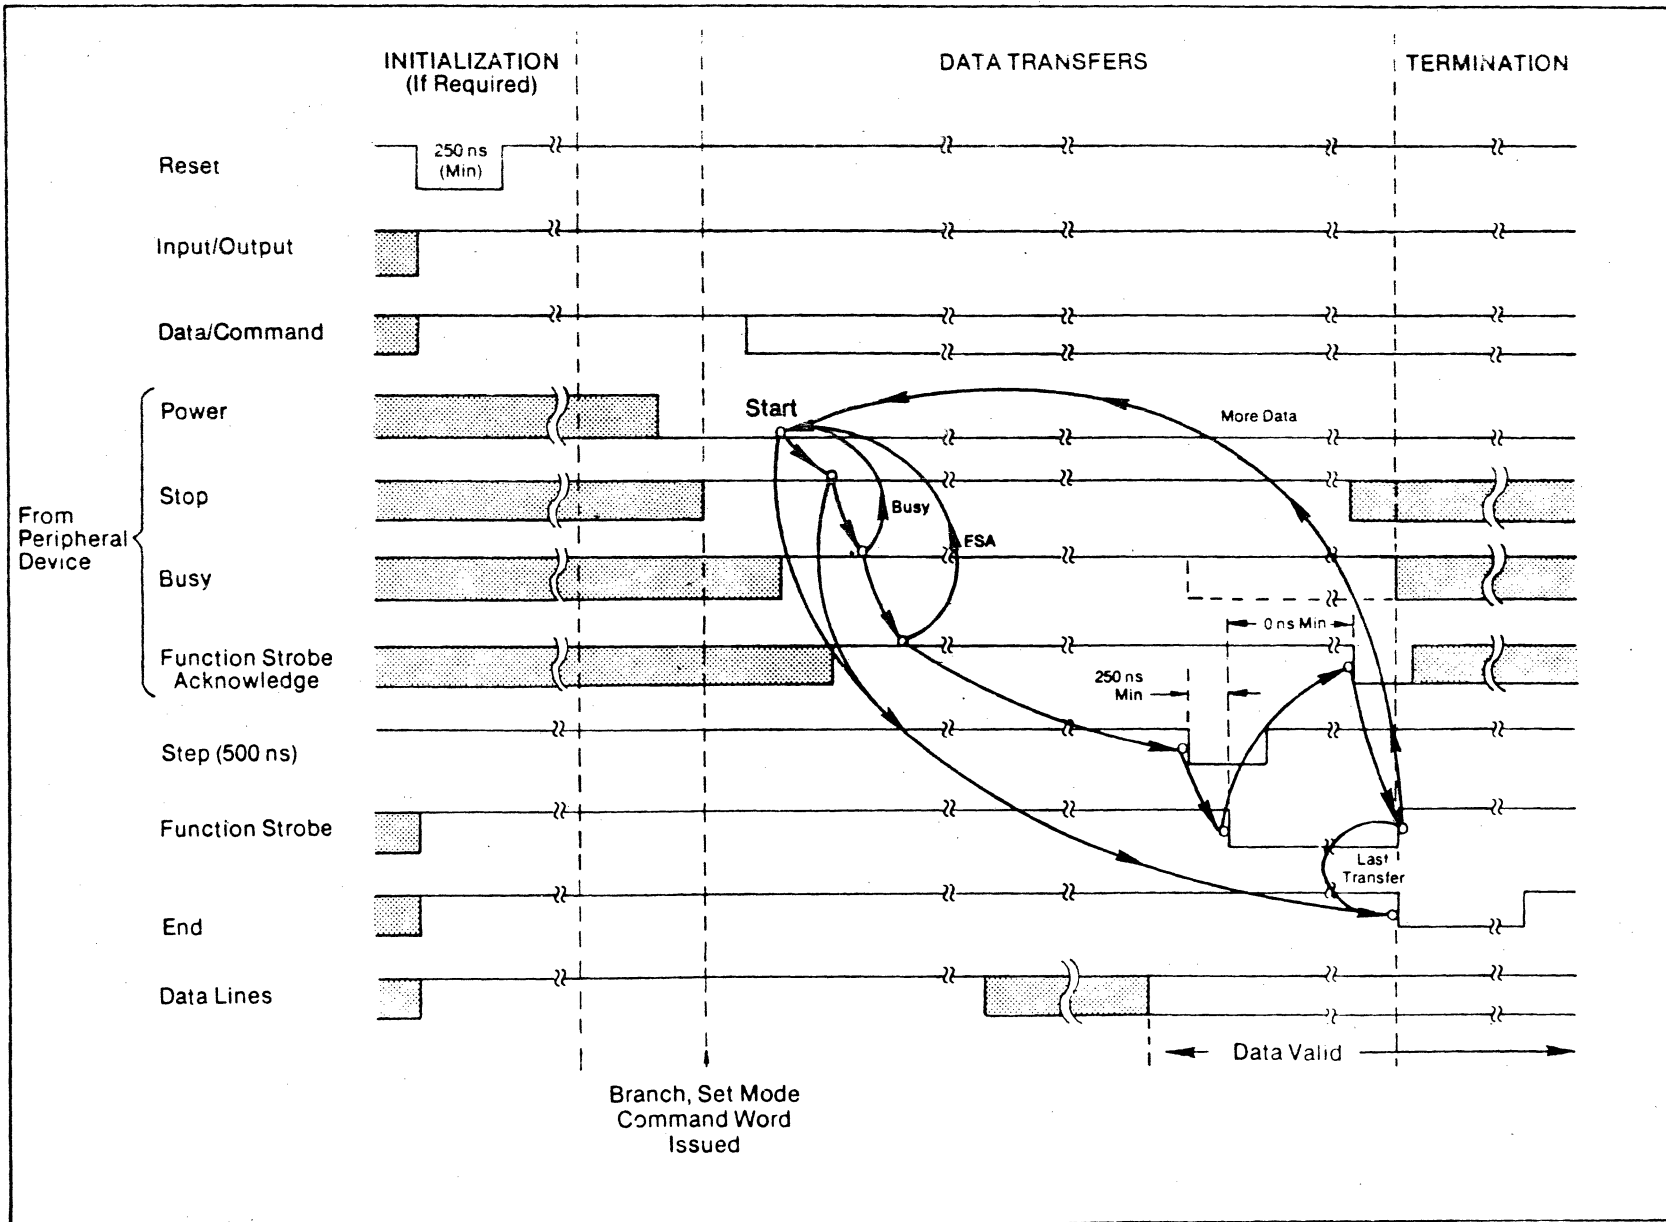 INITIALIZATION
(If Required)
DATA TRANSFERS
TERMINATION
Reset
250 ns
(Min)
Input/Output
Data/Command
Power
Start
More Data
Stop
Busy
From
Peripheral
Device
FSA
Busy
0 ns Min
Function Strobe
Acknowledge
250 ns
Min
Step (500 ns)
Function Strobe
Last
Transfer
End
Data Lines
Data Valid
Branch, Set Mode
Command Word
Issued